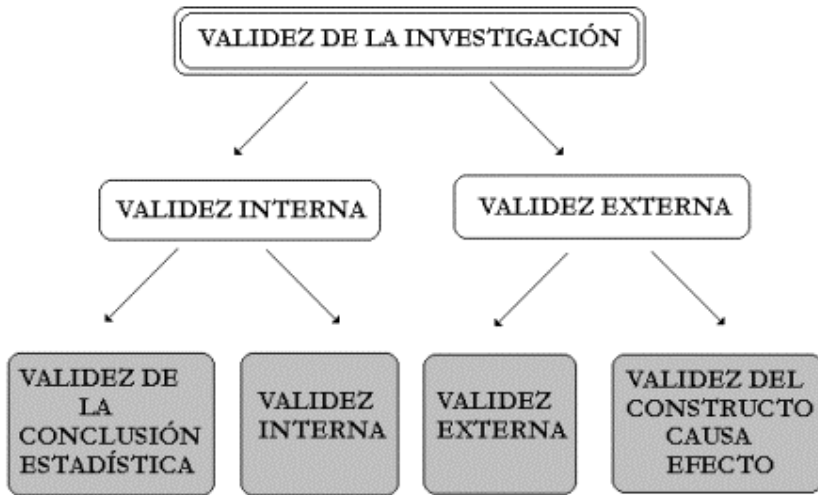 VALIDEZ DE LA INVESTIGACIÓN
VALIDEZ INTERNA
VALIDEZ EXTERNA
VALIDEZ DE
LA
CONCLUSIÓN
ESTADÍSTICA
VALIDEZ
INTERNA
VALIDEZ
EXTERNA
VALIDEZ DEL
CONSTRUCTO
CAUSA
EFECTO